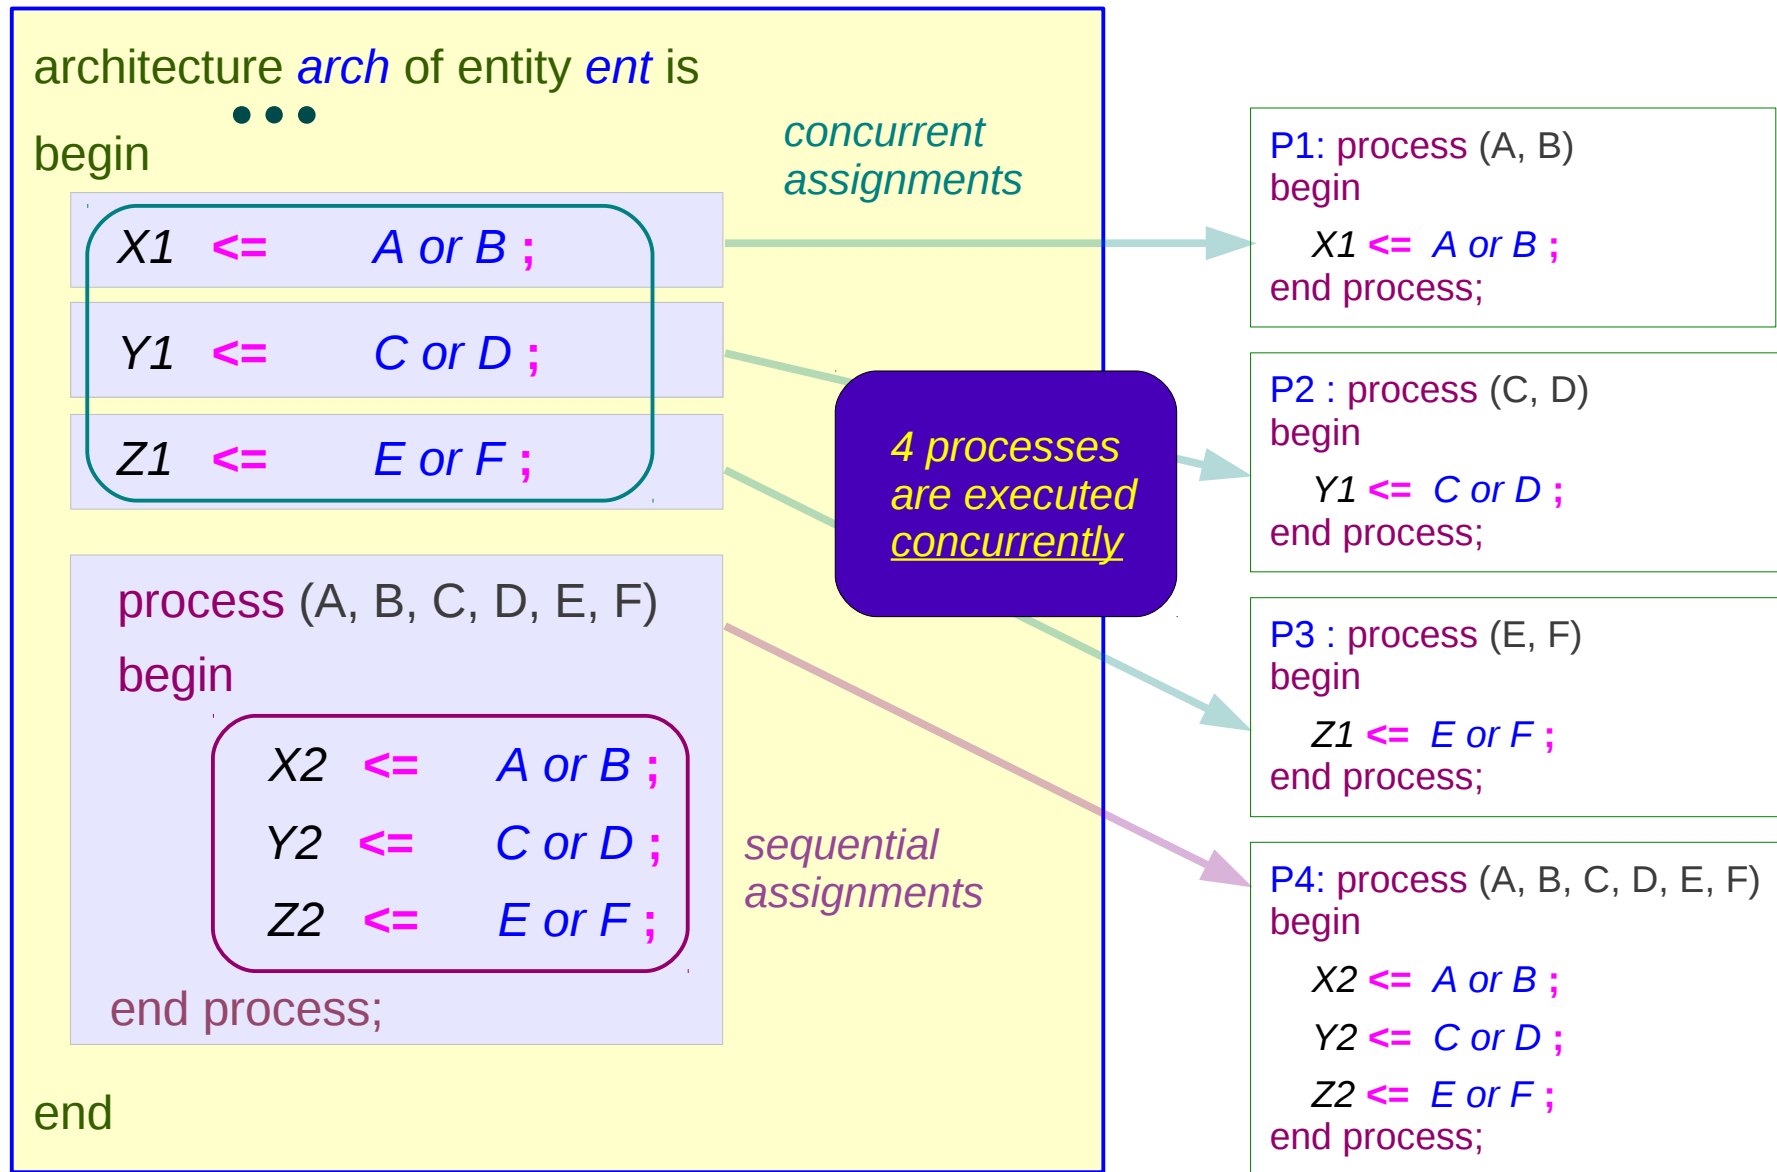 architecture arch of entity ent is
● ● ●
begin
X1 <= A or B ;
Y1 <= C or D ;
Z1 <= E or F ;
process (A, B, C, D, E, F)
begin
X2 <= A or B ;
Y2 <= C or D ;
Z2 <= E or F ;
end process;
end
concurrent
assignments
4 processes
are executed
concurrently
sequential
assignments
P1: process (A, B)
begin
X1 <= A or B ;
end process;
P2 : process (C, D)
begin
Y1 <= C or D ;
end process;
P3 : process (E, F)
begin
Z1 <= E or F ;
end process;
P4: process (A, B, C, D, E, F)
begin
X2 <= A or B ;
Y2 <= C or D ;
Z2 <= E or F ;
end process;